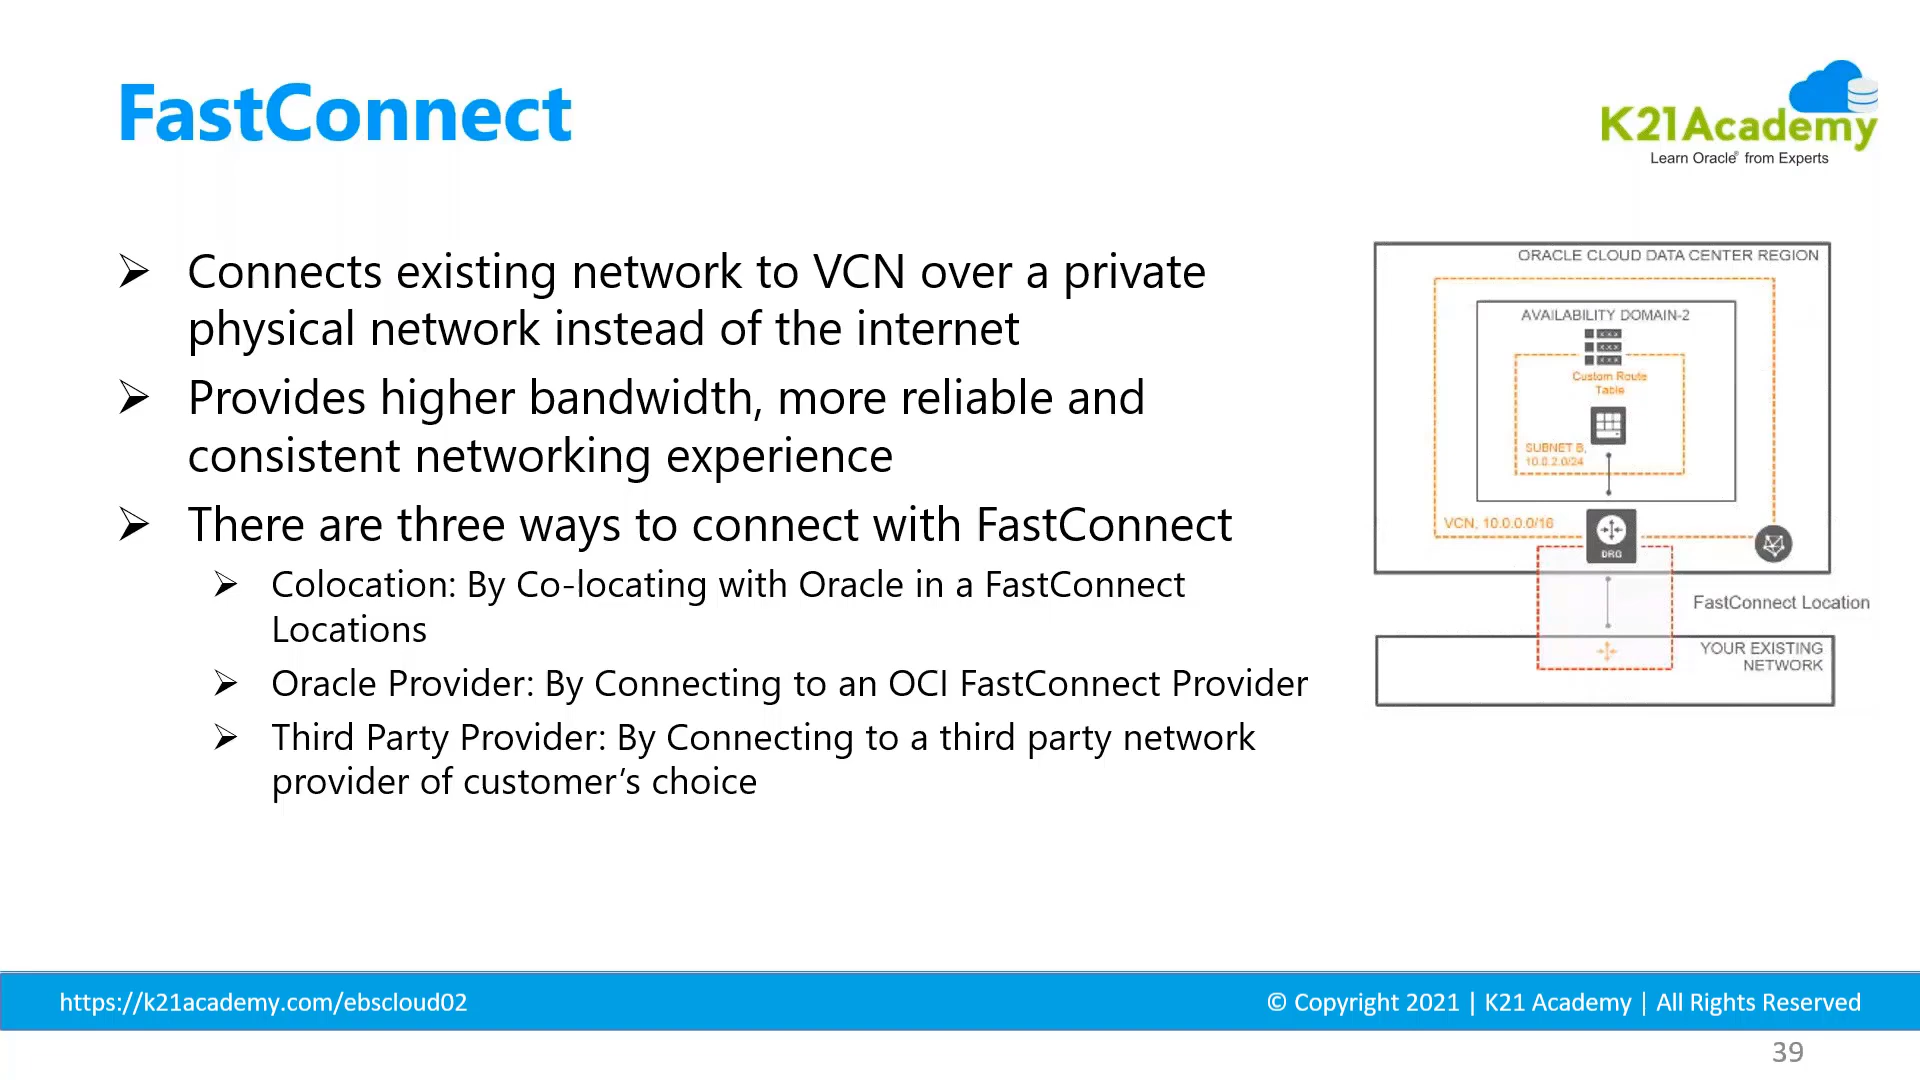 FastConnect
K21Academy
Learn Oracle® from Experts
➢ Connects existing network to VCN over a private
physical network instead of the internet
➢ Provides higher bandwidth, more reliable and
consistent networking experience
➢ There are three ways to connect with FastConnect
➢ Colocation: By Co-locating with Oracle in a FastConnect
Locations
➢ Oracle Provider: By Connecting to an OCI FastConnect Provider
➢ Third Party Provider: By Connecting to a third party network
provider of customer’s choice
ORACLE CLOUD DATA CENTER REGION
AVAILABILITY DOMAIN-2
Custom Route
Table
SUBNET B,
10.0.2.0/24
VCN, 10.0.0.0/16
DRG
FastConnect Location
YOUR EXISTING
NETWORK
https://k21academy.com/ebscloud02
© Copyright 2021 | K21 Academy | All Rights Reserved
39